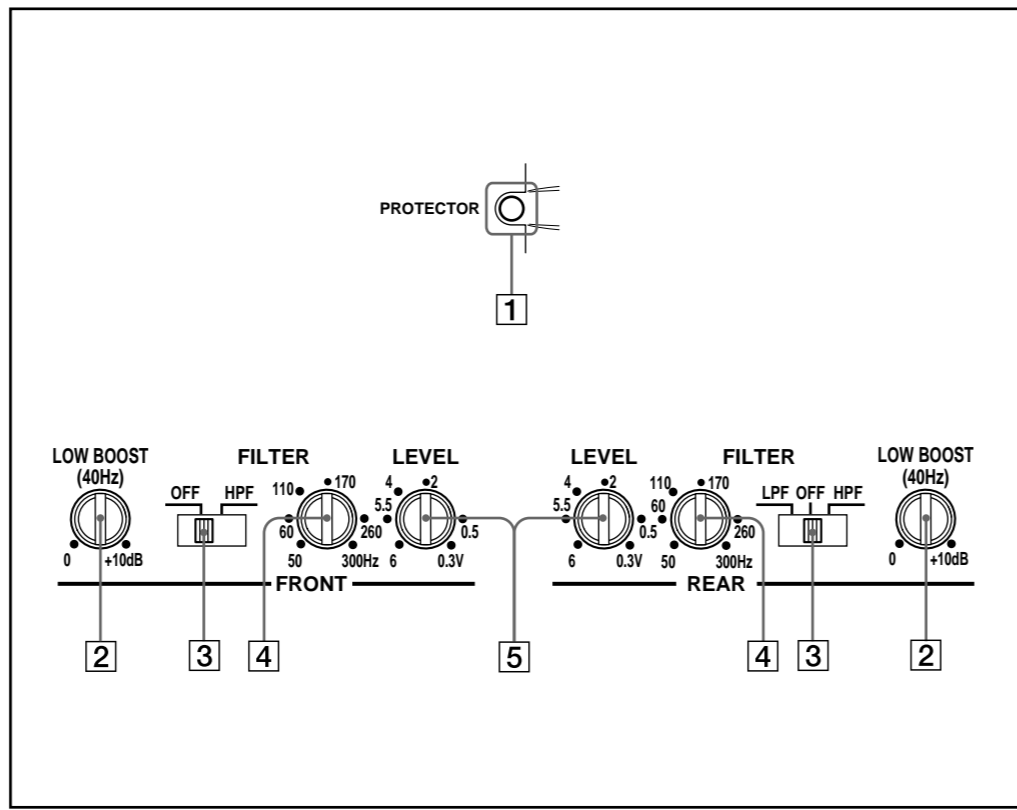 PROTECTOR
1
LOW BOOST
(40Hz)
0
+10dB
OFF HPF
FILTER
50
60
110
170
260
300Hz
LEVEL
6
5.5
4
2
0.5
0.3V
FRONT
LEVEL
6
5.5
4
2
0.5
0.3V
FILTER
50
60
110
170
260
300Hz
LPF OFF HPF
LOW BOOST
(40Hz)
0
+10dB
REAR
2 3 4 5 4 3 2